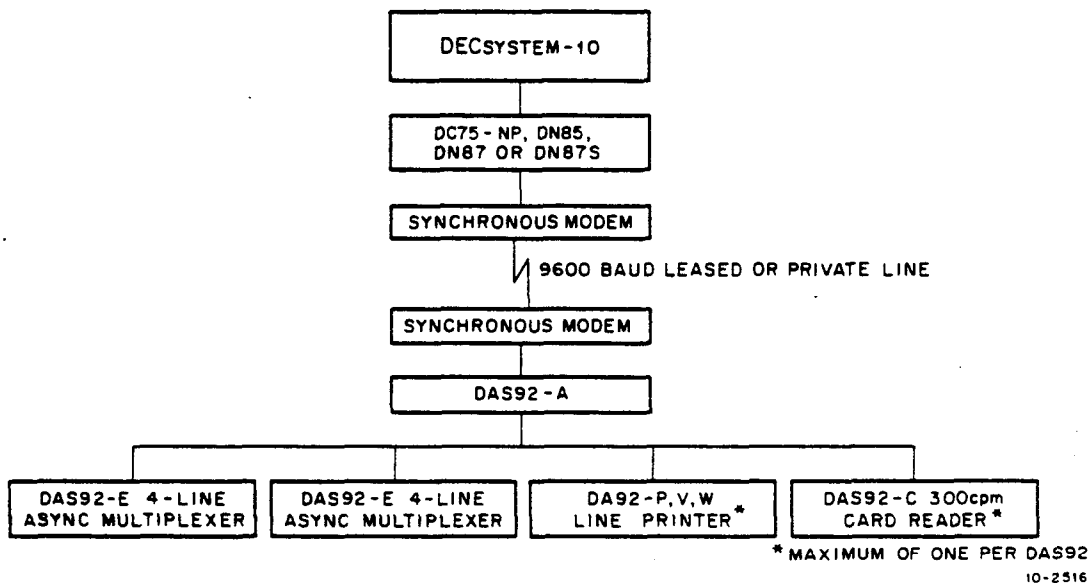 DECSYSTEM-10
DC75-NP, DN85,
DN87 OR DN87S
SYNCHRONOUS MODEM
9600 BAUD LEASED OR PRIVATE LINE
SYNCHRONOUS MODEM
DAS92-A
DAS92-E 4-LINE
ASYNC MULTIPLEXER
DAS92-E 4-LINE
ASYNC MULTIPLEXER
DA92-P,V,W
LINE PRINTER*
DAS92-C 300cpm
CARD READER*
*MAXIMUM OF ONE PER DAS92
10-2516